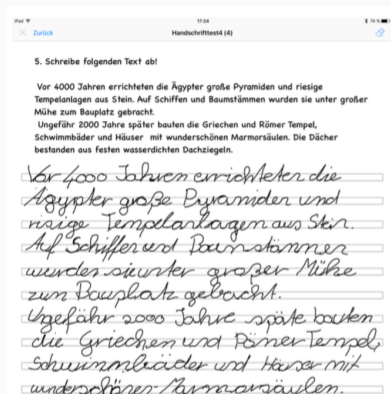 iPad 17:24 74 %
Zurück Handschrifttest4 (4)
5. Schreibe folgenden Text ab!
Vor 4000 Jahren errichteten die Ägypter große Pyramiden und riesige
Tempelanlagen aus Stein. Auf Schiffen und Baumstämmen wurden sie unter großer
Mühe zum Bauplatz gebracht.
Ungefähr 2000 Jahre später bauten die Griechen und Römer Tempel,
Schwimmbäder und Häuser mit wunderschönen Marmorsäulen. Die Dächer
bestanden aus festen wasserdichten Dachziegeln.
Vor 4000 Jahren errichteten die
Ägypter große Pyramiden und
risige Tempelanlagen aus Stein.
Auf Schiffen und Baumstämmen
wurden sie unter großer Mühe
zum Bauplatz gebracht.
Ungefähr 2000 Jahre späte bauten
die Griechen und Römer Tempel,
Schwimmbäder und Häuser mit
wunderschönen Marmorsäulen.